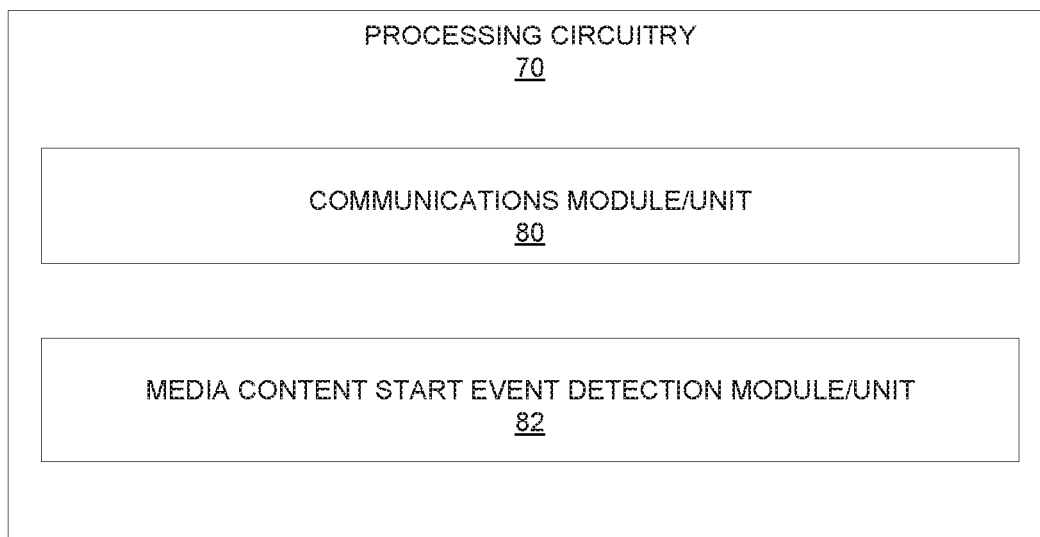 PROCESSING CIRCUITRY
70
COMMUNICATIONS MODULE/UNIT
80
MEDIA CONTENT START EVENT DETECTION MODULE/UNIT
82